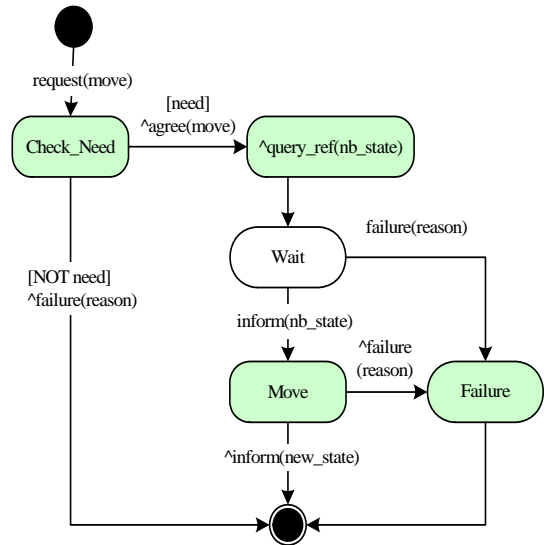 request(move)
[need]
^agree(move)
Check_Need
^query_ref(nb_state)
failure(reason)
Wait
[NOT need]
^failure(reason)
inform(nb_state)
^failure
(reason)
Move
Failure
^inform(new_state)